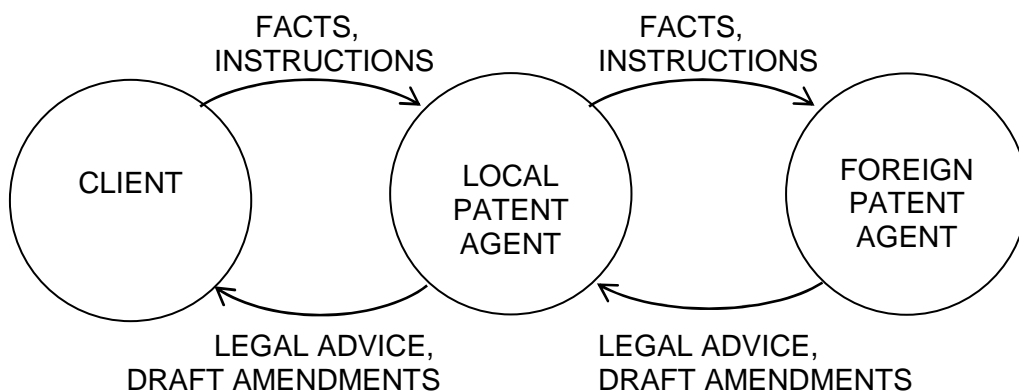 FACTS,
INSTRUCTIONS
FACTS,
INSTRUCTIONS
CLIENT
LOCAL
PATENT
AGENT
FOREIGN
PATENT
AGENT
LEGAL ADVICE,
DRAFT AMENDMENTS
LEGAL ADVICE,
DRAFT AMENDMENTS